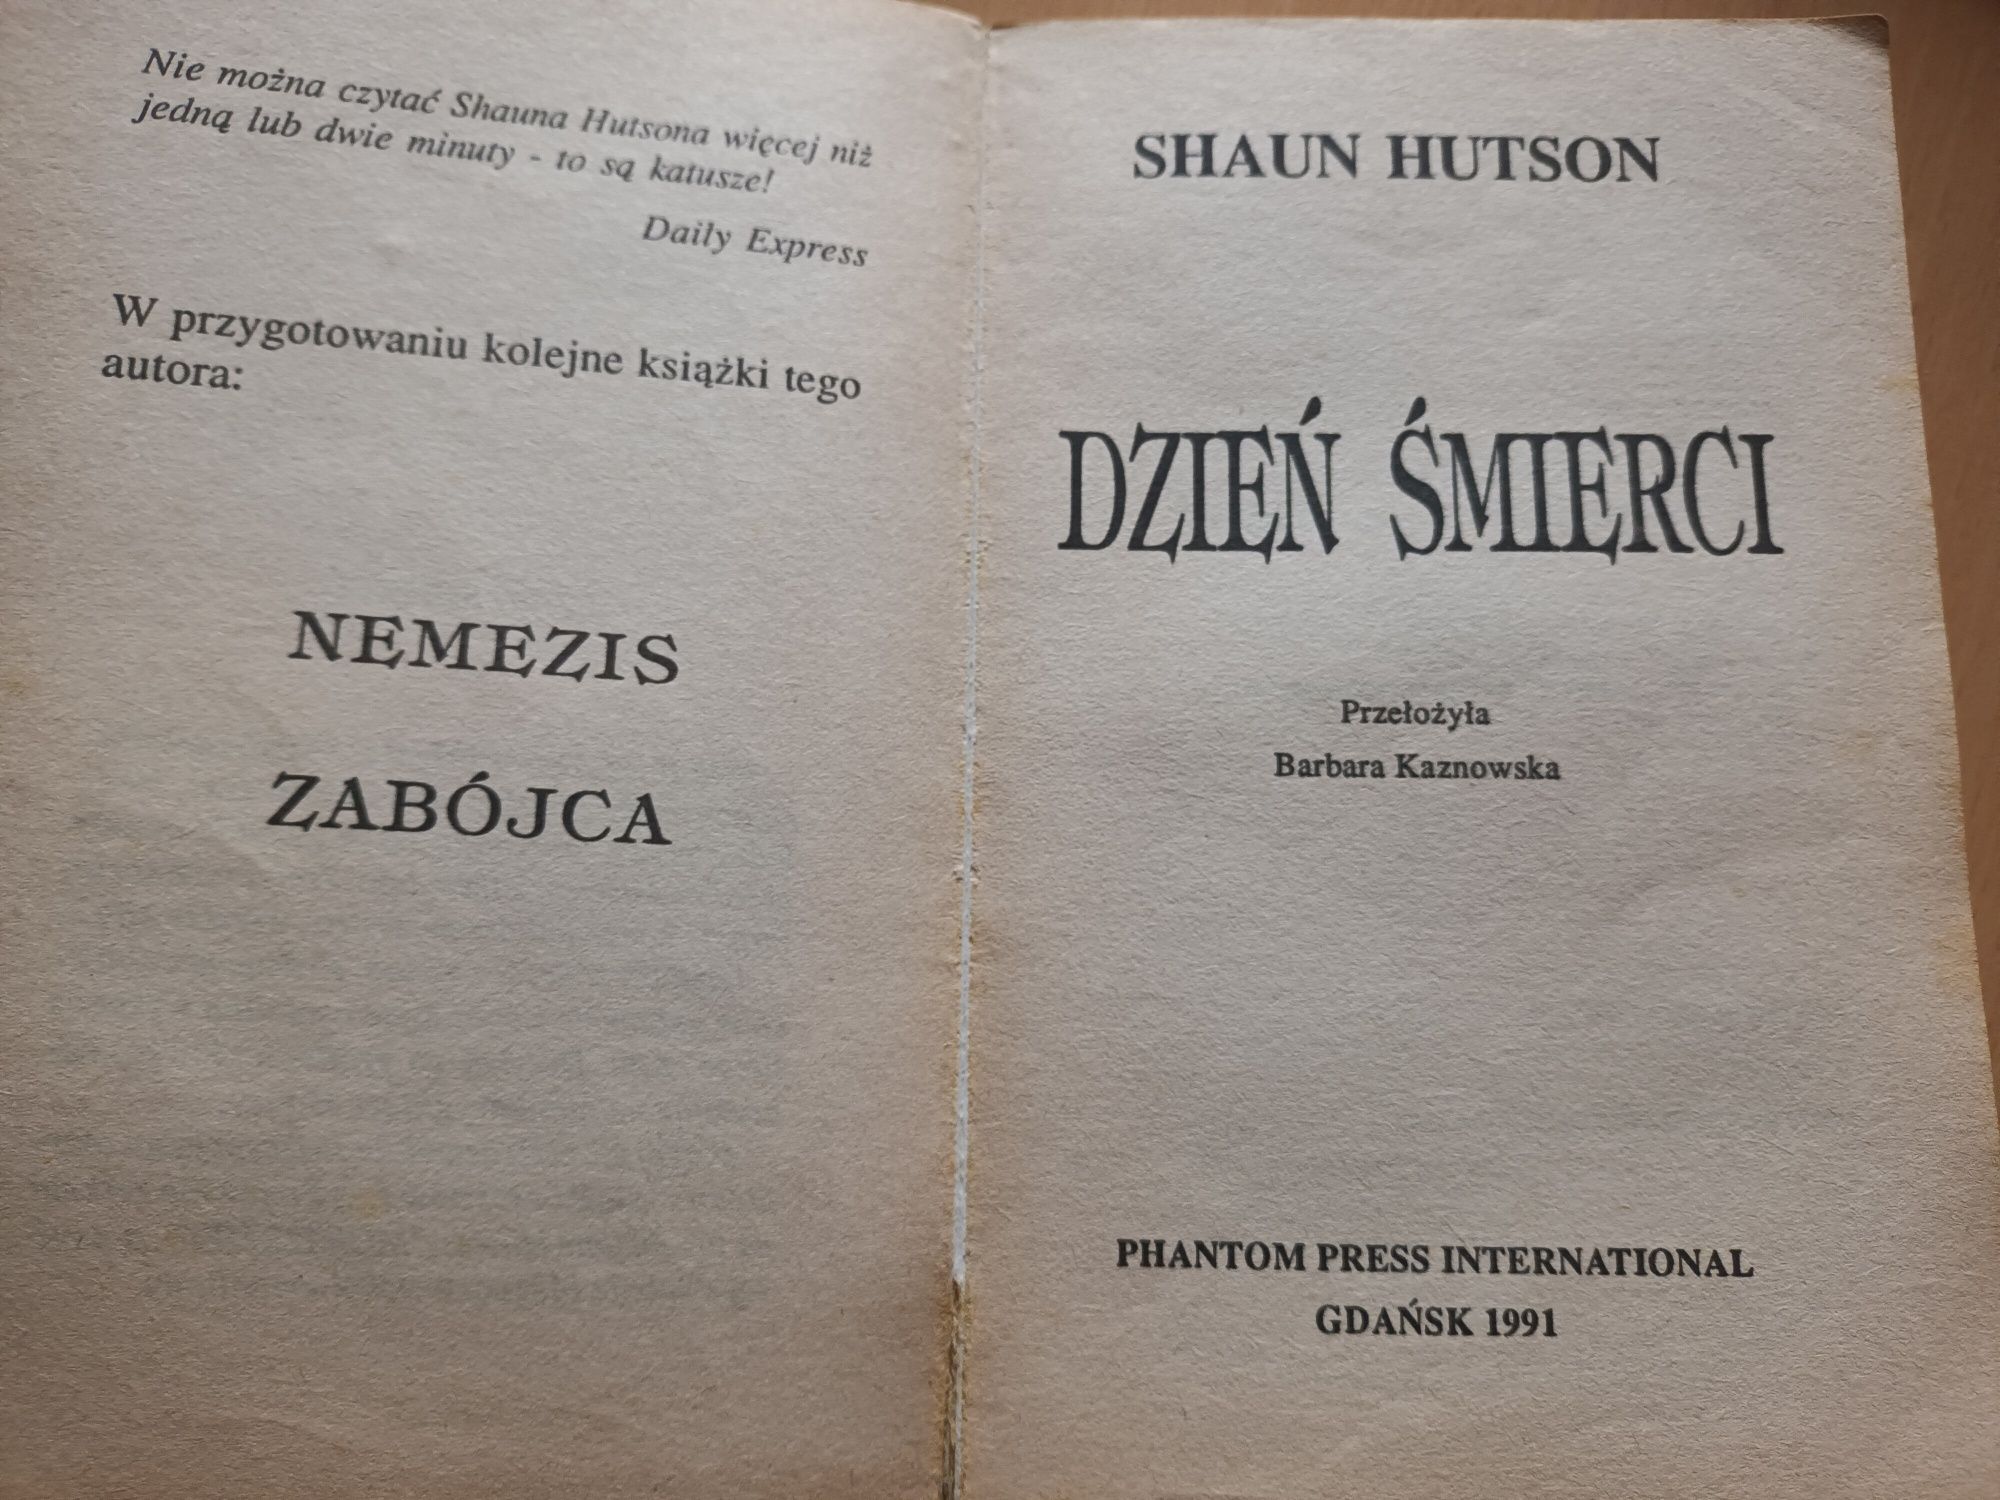 Nie można czytać Shauna Hutsona więcej niż
jedną lub dwie minuty - to są katusze!
Daily Express
W przygotowaniu kolejne książki tego
autora:
NEMEZIS
ZABÓJCA
SHAUN HUTSON
DZIEŃ ŚMIERCI
Przełożyła
Barbara Kaznowska
PHANTOM PRESS INTERNATIONAL
GDAŃSK 1991